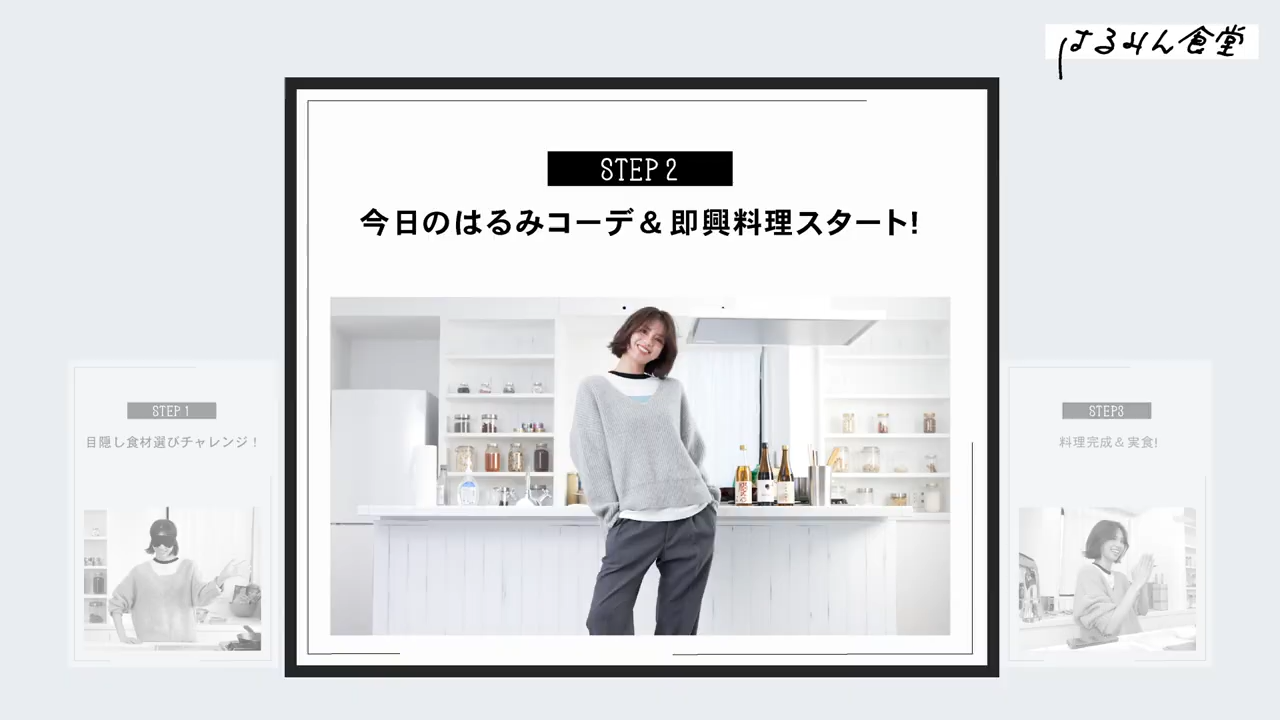 はるみん食堂
STEP 2
今日のはるみコーデ＆即興料理スタート!
STEP 1
目隠し食材選びチャレンジ！
STEP3
料理完成＆実食!